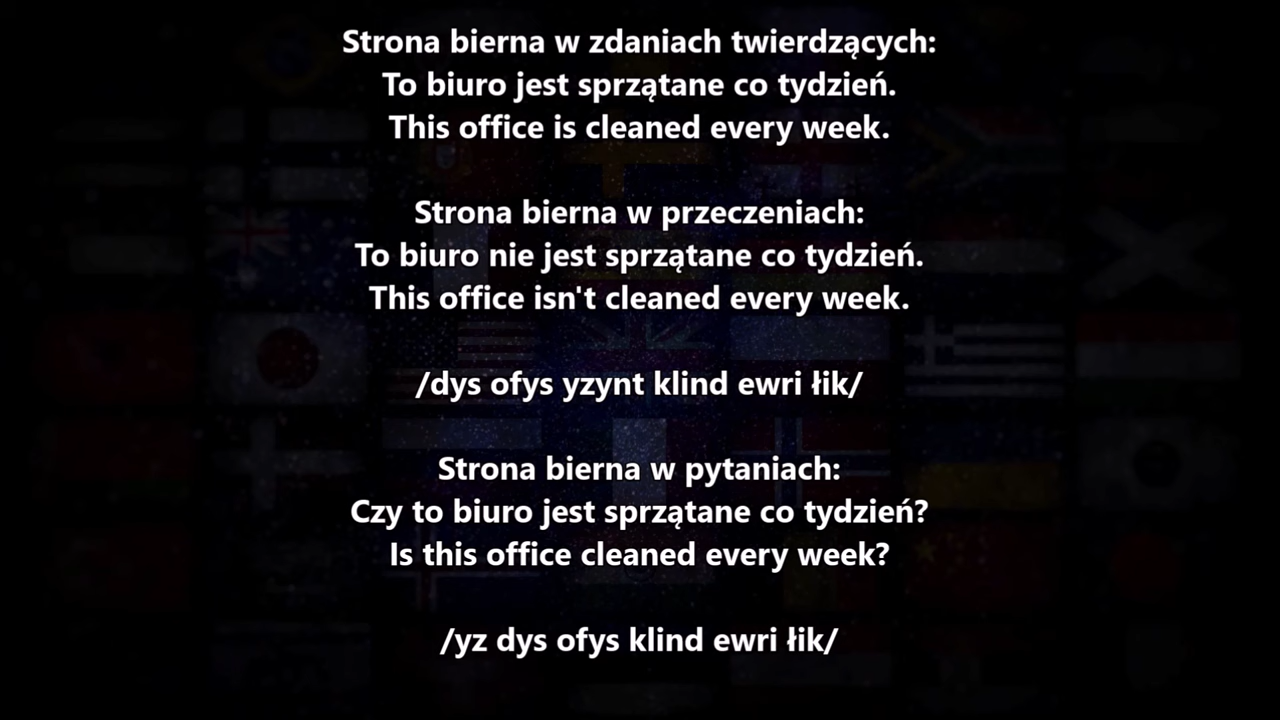 Strona bierna w zdaniach twierdzących:
To biuro jest sprzątane co tydzień.
This office is cleaned every week.
Strona bierna w przeczeniach:
To biuro nie jest sprzątane co tydzień.
This office isn't cleaned every week.
/dys ofys yzynt klind ewri łik/
Strona bierna w pytaniach:
Czy to biuro jest sprzątane co tydzień?
Is this office cleaned every week?
/yz dys ofys klind ewri łik/